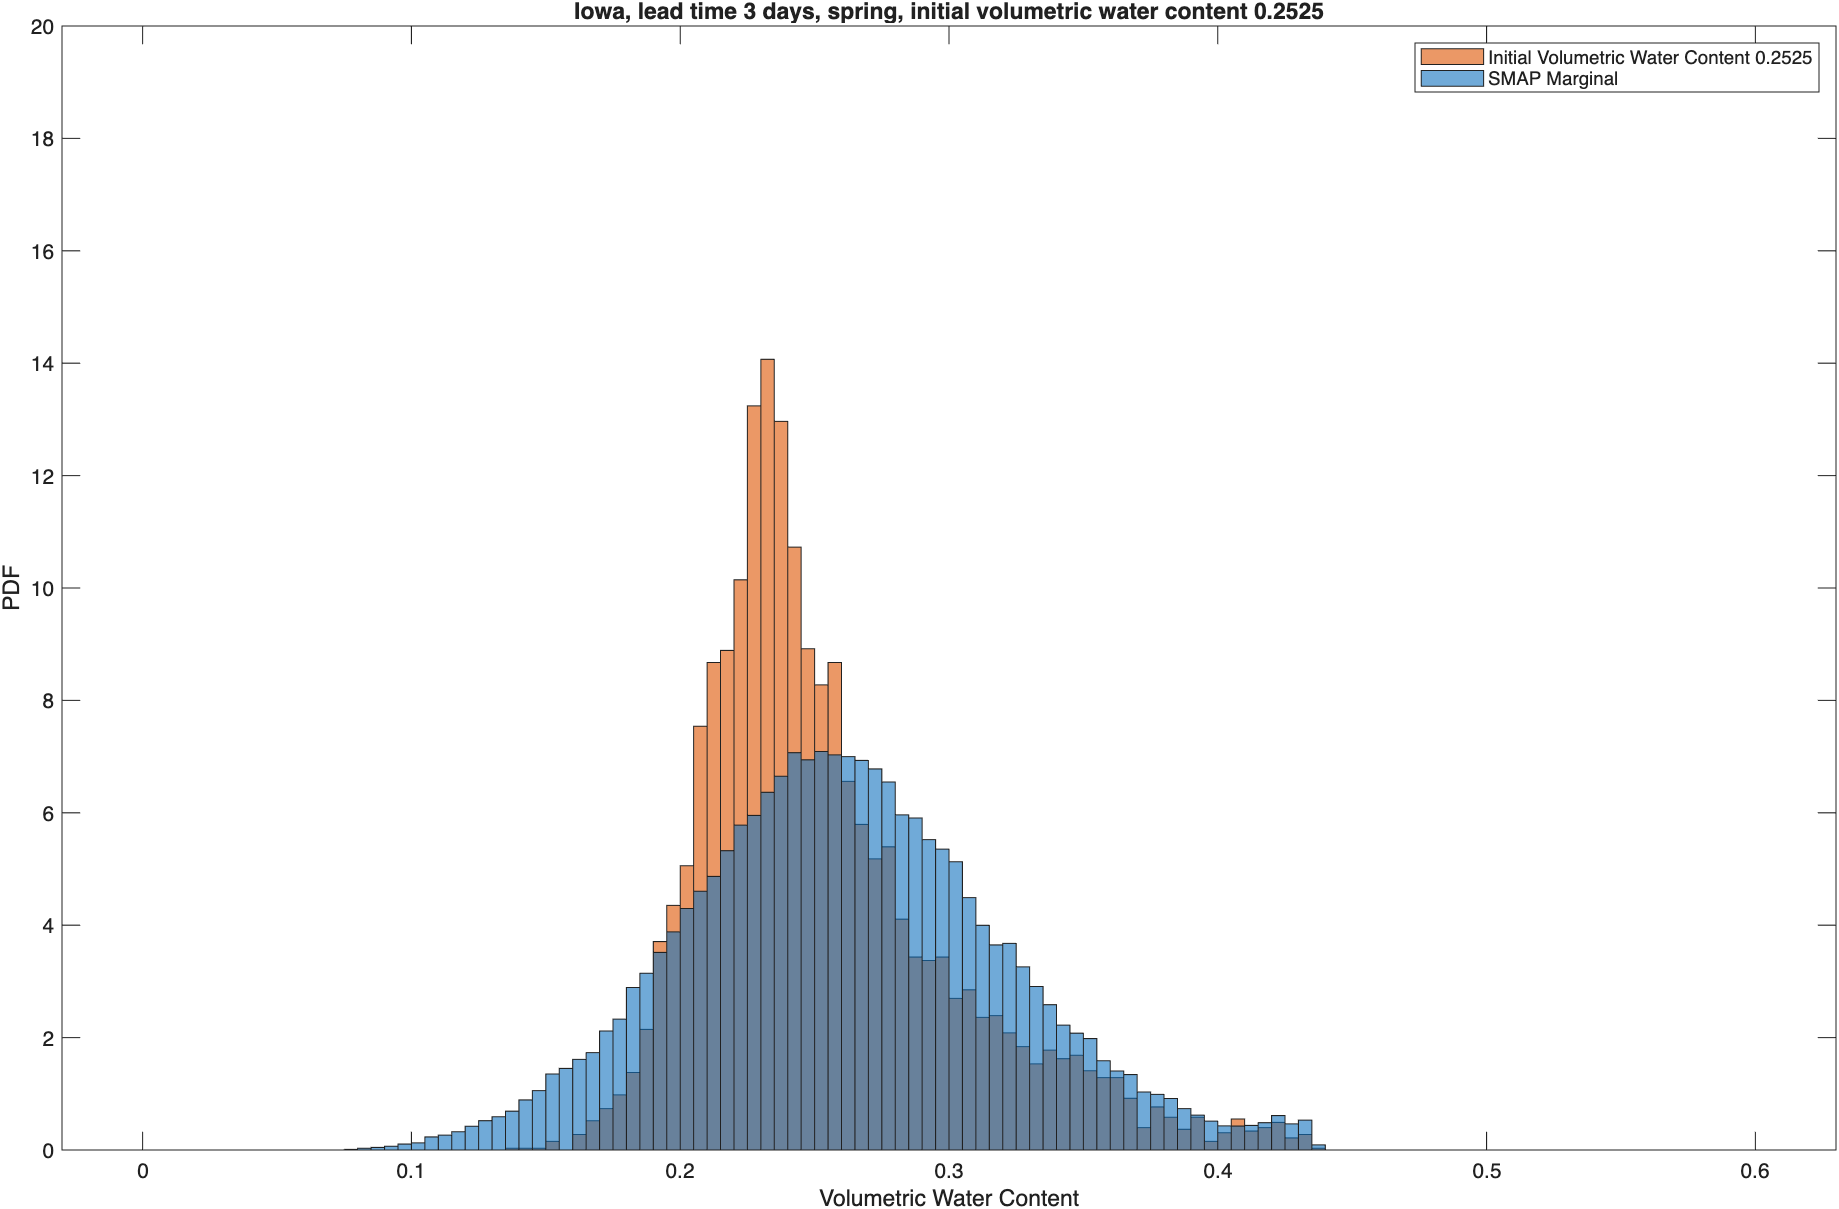 Iowa, lead time 3 days, spring, initial volumetric water content 0.2525
Initial Volumetric Water Content 0.2525
SMAP Marginal
20
18
16
14
12
10
8
6
4
2
0
PDF
0 0.1 0.2 0.3 0.4 0.5 0.6
Volumetric Water Content